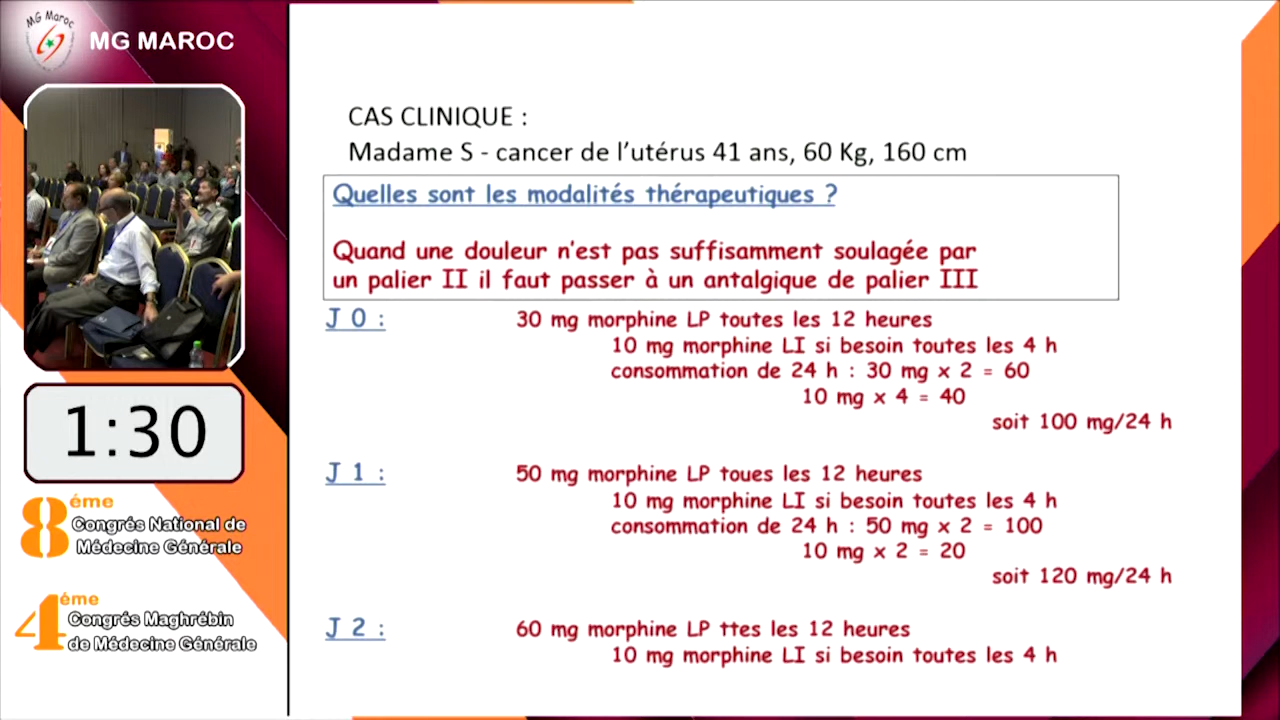 MG Maroc
MG MAROC
CAS CLINIQUE :
Madame S - cancer de l'utérus 41 ans, 60 Kg, 160 cm
Quelles sont les modalités thérapeutiques ?
Quand une douleur n'est pas suffisamment soulagée par
un palier II il faut passer à un antalgique de palier III
J 0 : 30 mg morphine LP toutes les 12 heures
10 mg morphine LI si besoin toutes les 4 h
consommation de 24 h : 30 mg x 2 = 60
10 mg x 4 = 40
soit 100 mg/24 h
J 1 : 50 mg morphine LP toues les 12 heures
10 mg morphine LI si besoin toutes les 4 h
consommation de 24 h : 50 mg x 2 = 100
10 mg x 2 = 20
soit 120 mg/24 h
J 2 : 60 mg morphine LP ttes les 12 heures
10 mg morphine LI si besoin toutes les 4 h
1:30
8éme
Congrés National de
Médecine Générale
4éme
Congrés Maghrébin
de Médecine Générale